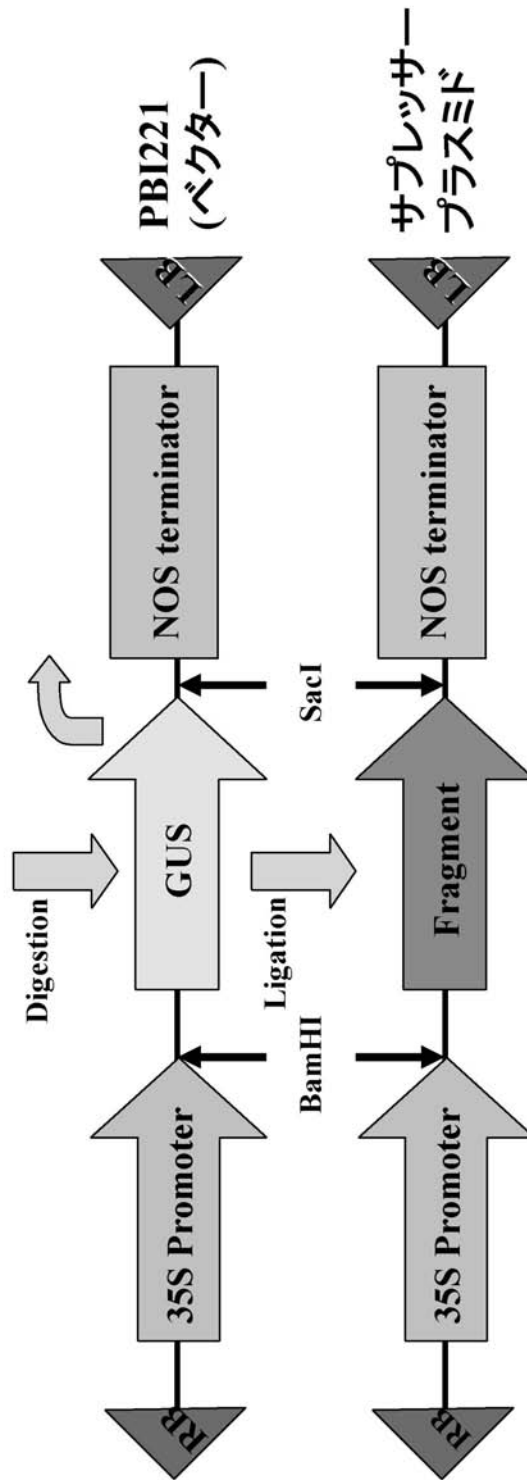 Digestion
RB
35S Promoter
GUS
NOS terminator
LB
PBI221
(ベクター)
BamHI
Ligation
SacI
RB
35S Promoter
Fragment
NOS terminator
LB
サプレッサー
プラスミド